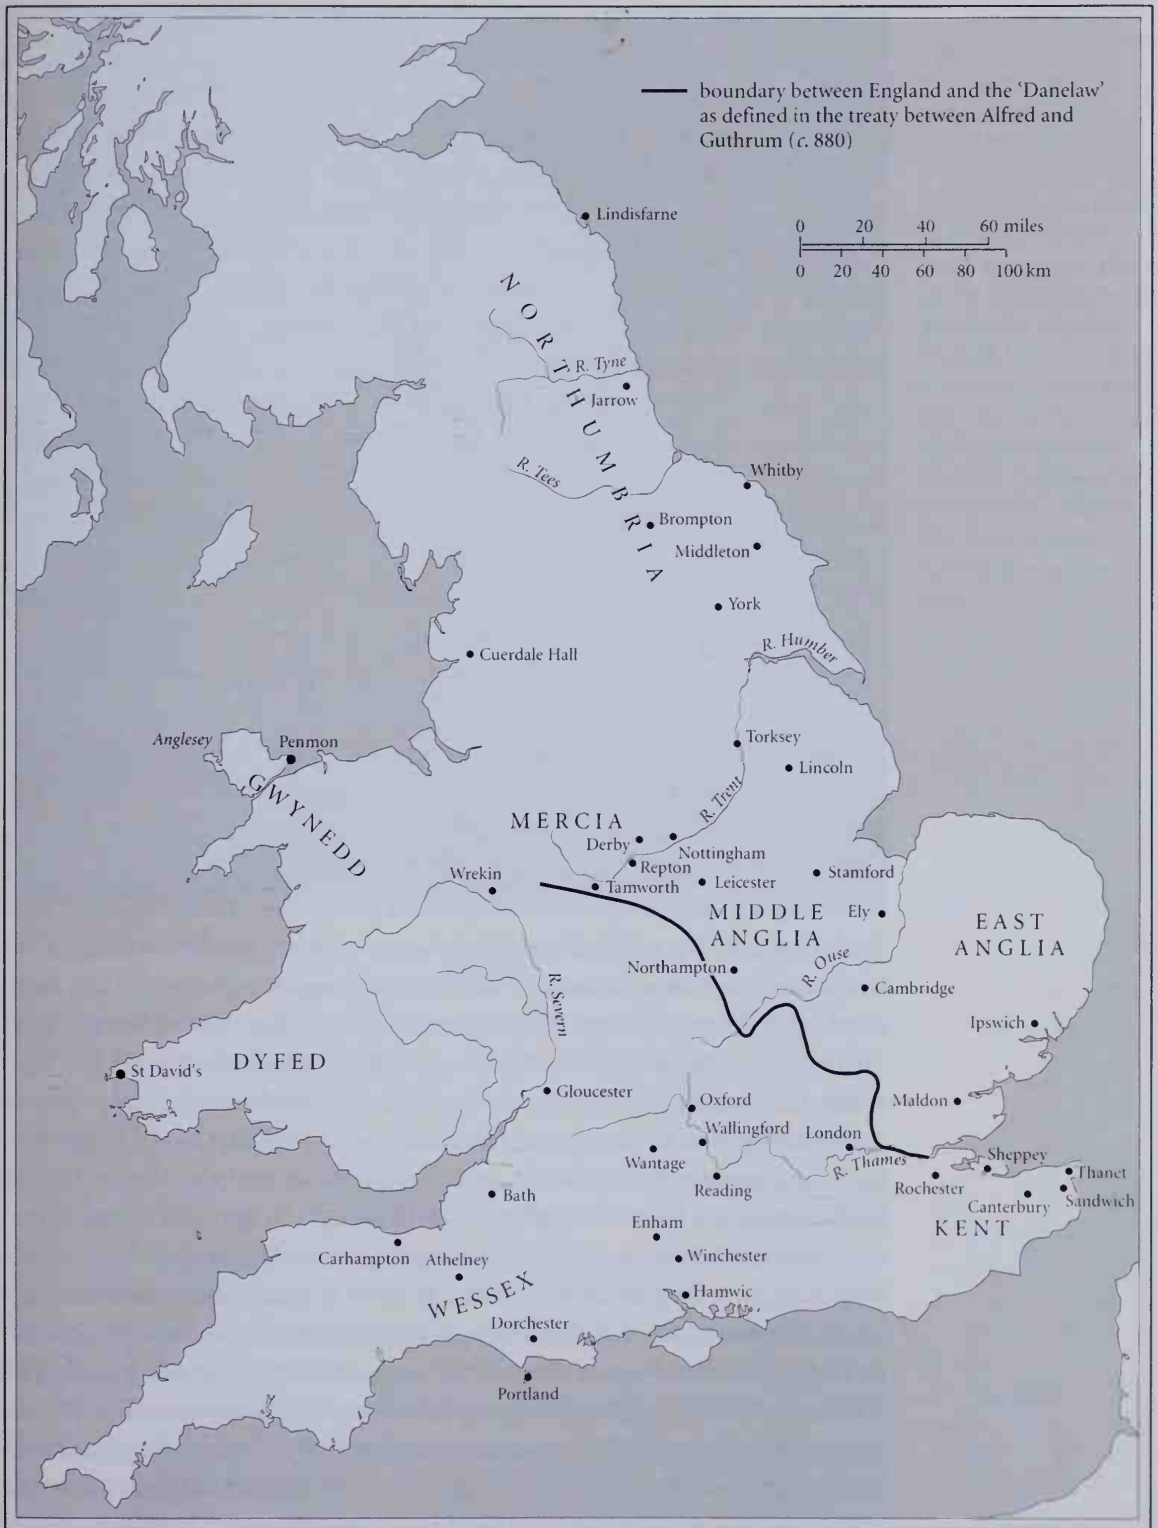 boundary between England and the ‘Danelaw’
as defined in the treaty between Alfred and
Guthrum (c. 880)
Lindisfarne
0 20 40 60 miles
0 20 40 60 80 100 km
NORTHUMBRIA
R. Tyne
Jarrow
R. Tees
Whitby
Brompton
Middleton
York
R. Humber
Cuerdale Hall
Anglesey
Penmon
GWYNEDD
Torksey
Lincoln
R. Trent
MERCIA
Derby
Nottingham
Repton
Wrekin
Tamworth
Leicester
Stamford
MIDDLE
ANGLIA
Ely
EAST
ANGLIA
Northampton
R. Ouse
Cambridge
R. Severn
Ipswich
DYFED
St David's
Gloucester
Oxford
Maldon
Wallingford
London
Wantage
R. Thames
Sheppey
Reading
Rochester
Thanet
Bath
Canterbury
Sandwich
KENT
Enham
Carhampton
Athelney
Winchester
WESSEX
Hamwic
Dorchester
Portland